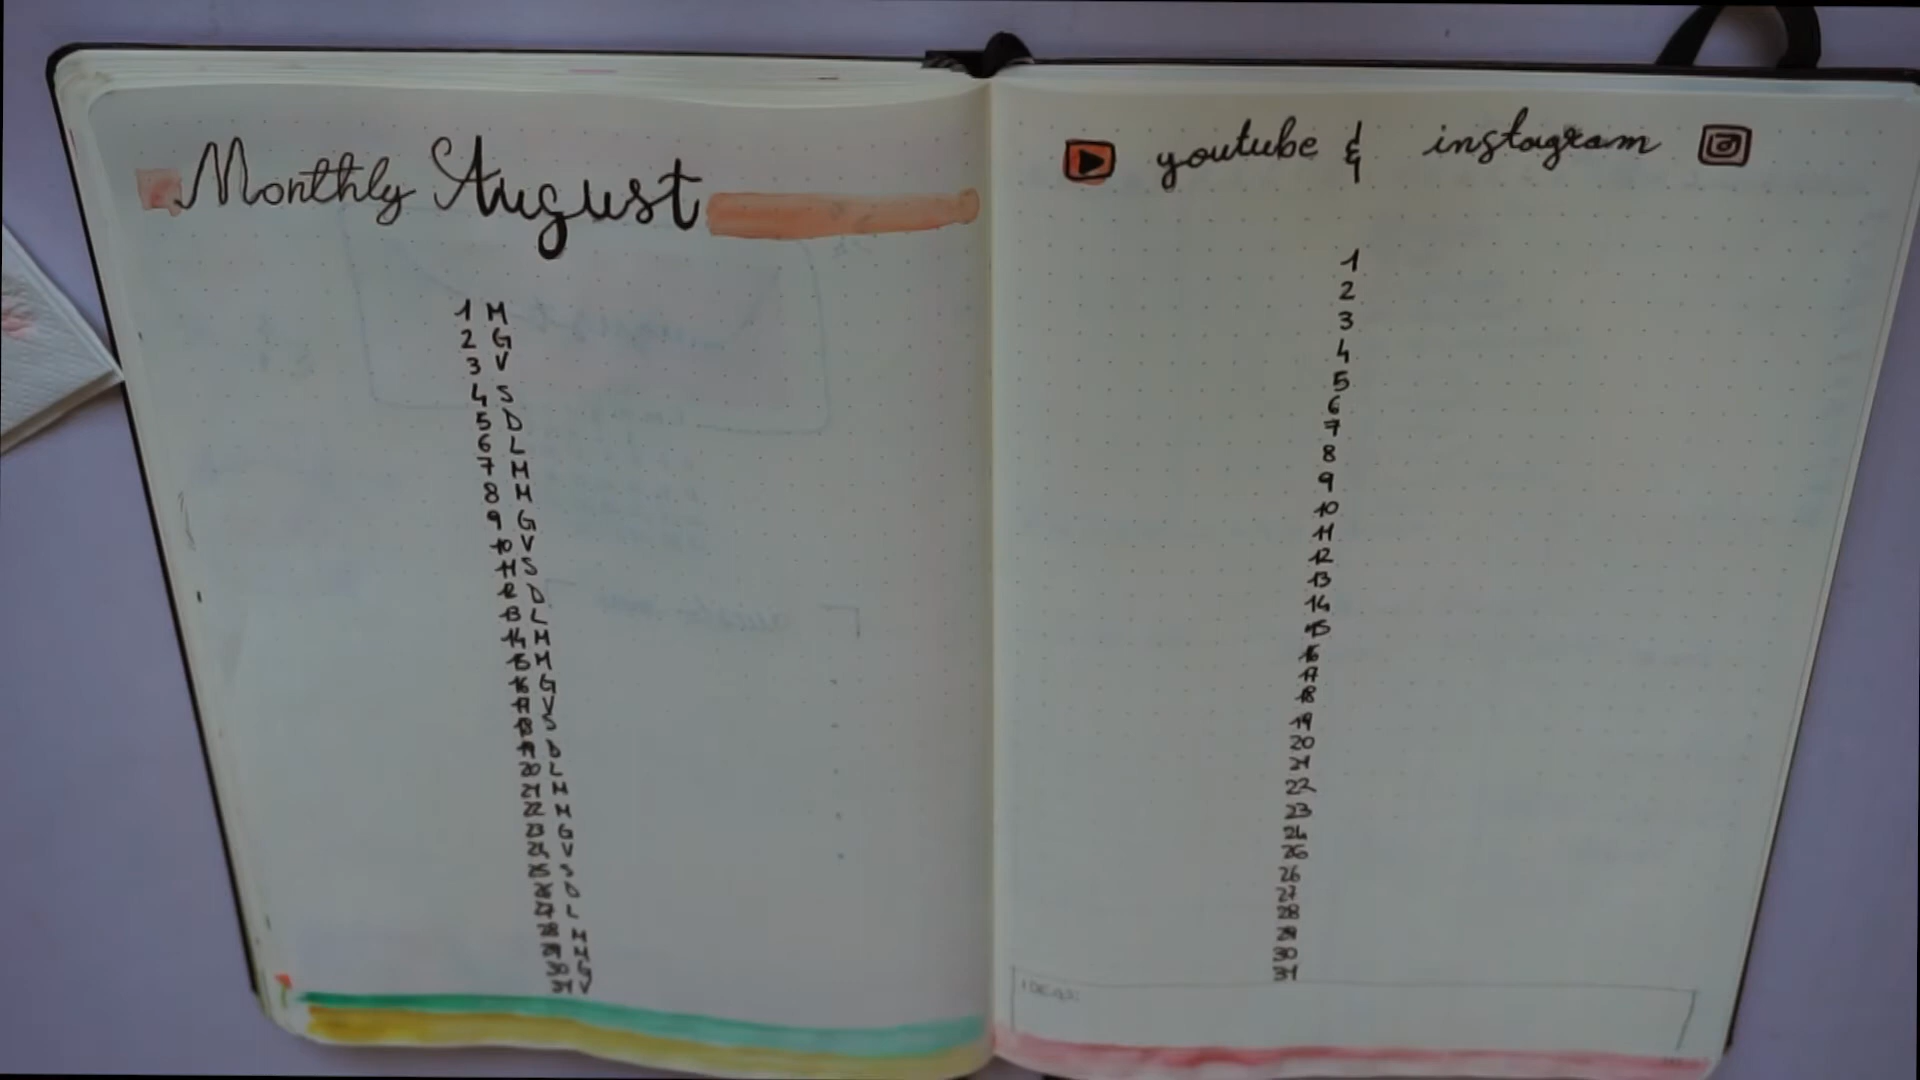 Monthly August
1 M
2 G
3 V
4 S
5 D
6 L
7 M
8 M
9 G
10 V
11 S
12 D
13 L
14 M
15 M
16 G
17 V
18 S
19 D
20 L
21 M
22 M
23 G
24 V
25 S
26 D
27 L
28 M
29 M
30 G
31 V
youtube & instagram
1
2
3
4
5
6
7
8
9
10
11
12
13
14
15
16
17
18
19
20
21
22
23
24
26
26
27
28
29
30
31
IDEAS: